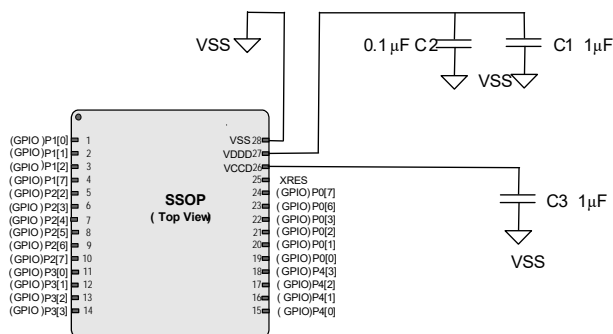 VSS
0.1 µF C2
C1 1µF
VSS
(GPIO )P1[0] 1
(GPIO )P1[1] 2
(GPIO )P1[2] 3
(GPIO )P1[7] 4
(GPIO )P2[2] 5
(GPIO )P2[3] 6
(GPIO )P2[4] 7
(GPIO )P2[5] 8
(GPIO )P2[6] 9
(GPIO )P2[7] 10
(GPIO )P3[0] 11
(GPIO )P3[1] 12
(GPIO )P3[2] 13
(GPIO )P3[3] 14
SSOP
( Top View)
VSS 28
VDDD 27
VCCD 26
25 XRES
24 (GPIO) P0[7]
23 (GPIO) P0[6]
22 (GPIO) P0[3]
21 (GPIO) P0[2]
20 (GPIO) P0[1]
19 (GPIO) P0[0]
18 (GPIO) P4[3]
17 ( GPIO) P4[2]
16 ( GPIO) P4[1]
15 ( GPIO) P4[0]
C3 1µF
VSS